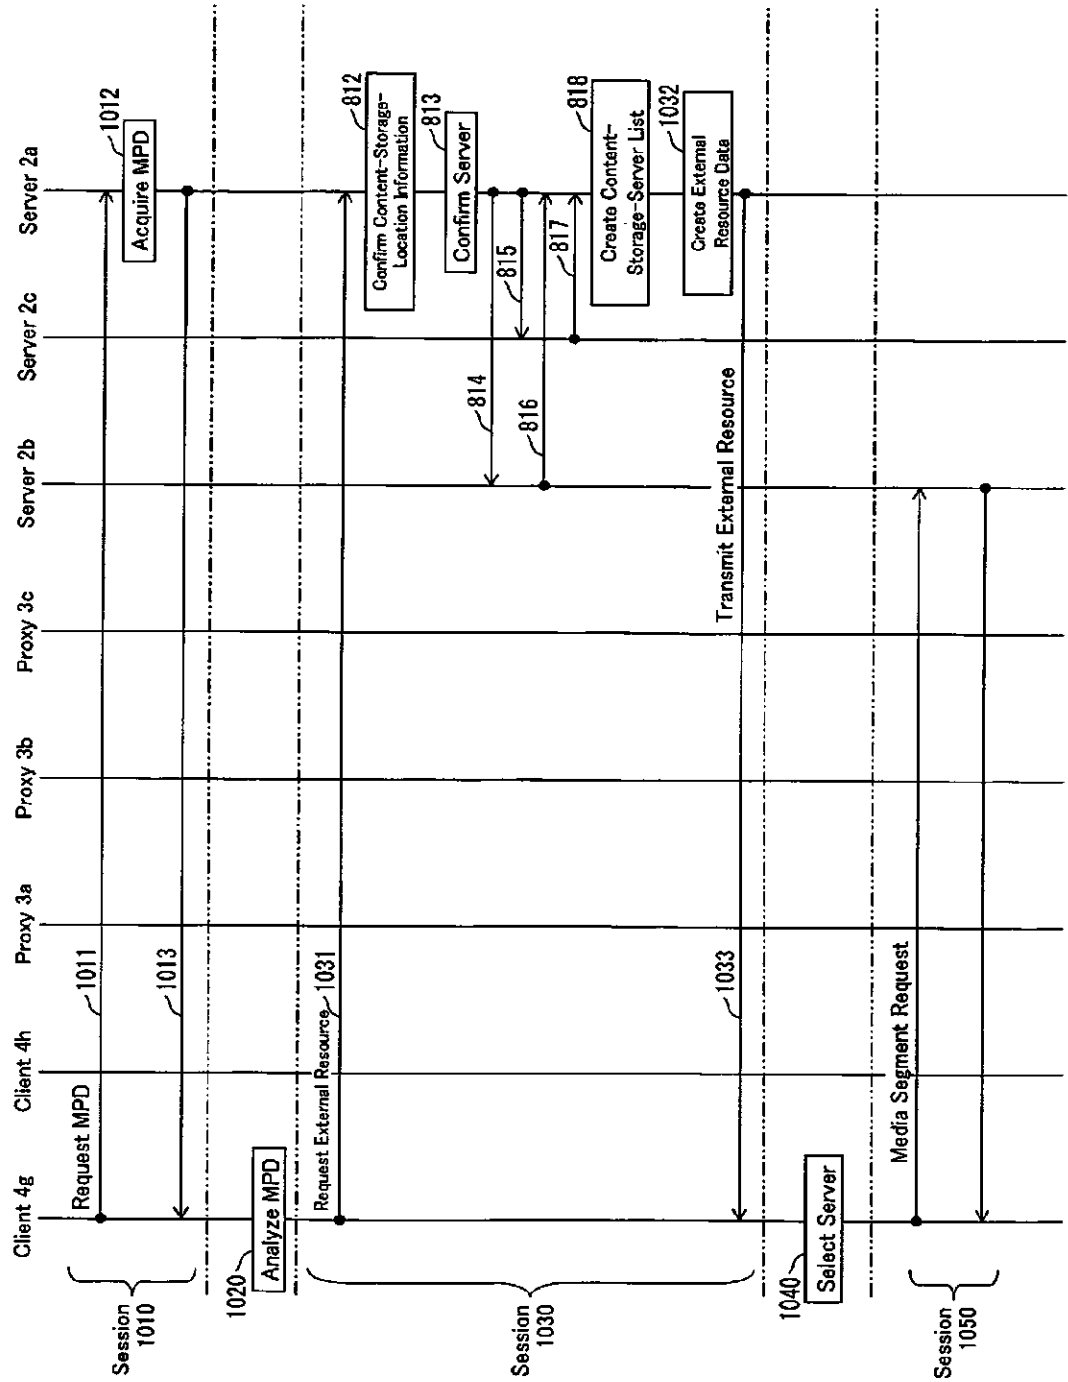 Client 4g
Client 4h
Proxy 3a
Proxy 3b
Proxy 3c
Server 2b
Server 2c
Server 2a
Session
1010
Request MPD
1011
1012
Acquire MPD
1013
1020
Analyze MPD
Session
1030
Request External Resource
1031
812
Confirm Content-Storage-
Location Information
813
Confirm Server
814
815
816
817
818
Create Content-
Storage-Server List
1032
Create External
Resource Data
Transmit External Resource
1033
1040
Select Server
Session
1050
Media Segment Request